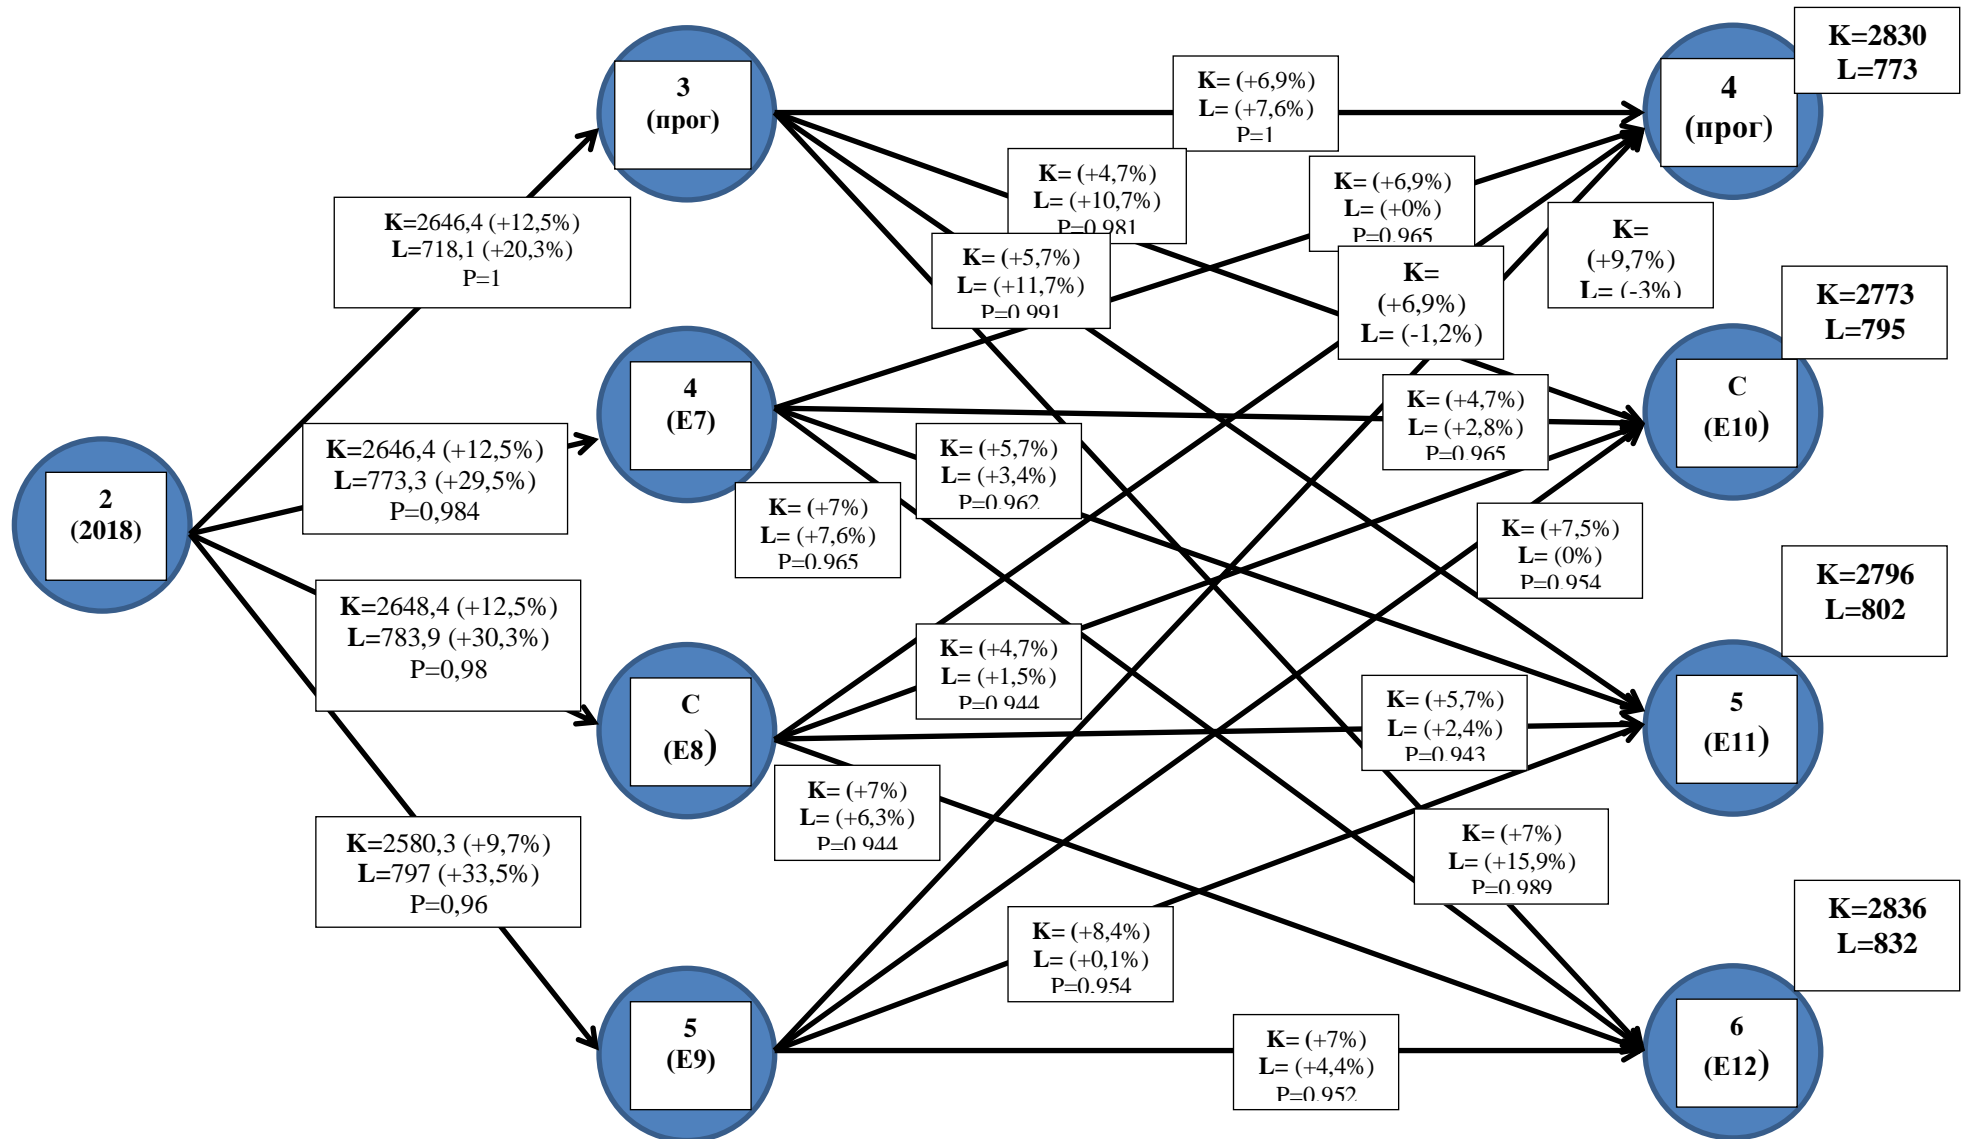 2
(2018)
K=2646,4 (+12,5%)
L=718,1 (+20,3%)
P=1
K=2646,4 (+12,5%)
L=773,3 (+29,5%)
P=0,984
K=2648,4 (+12,5%)
L=783,9 (+30,3%)
P=0,98
K=2580,3 (+9,7%)
L=797 (+33,5%)
P=0,96
3
(прог)
4
(E7)
C
(E8)
5
(E9)
K= (+6,9%)
L= (+7,6%)
P=1
K= (+4,7%)
L= (+10,7%)
P=0.981
K= (+6,9%)
L= (+0%)
P=0.965
K= (+5,7%)
L= (+11,7%)
P=0.991
K=
(+6,9%)
L= (-1,2%)
K=
(+9,7%)
L= (-3%)
K= (+4,7%)
L= (+2,8%)
P=0.965
K= (+5,7%)
L= (+3,4%)
P=0.962
K= (+7%)
L= (+7,6%)
P=0.965
K= (+7,5%)
L= (0%)
P=0.954
K= (+4,7%)
L= (+1,5%)
P=0.944
K= (+5,7%)
L= (+2,4%)
P=0.943
K= (+7%)
L= (+6,3%)
P=0.944
K= (+7%)
L= (+15,9%)
P=0.989
K= (+8,4%)
L= (+0,1%)
P=0.954
K= (+7%)
L= (+4,4%)
P=0.952
4
(прог)
K=2830
L=773
C
(E10)
K=2773
L=795
5
(E11)
K=2796
L=802
6
(E12)
K=2836
L=832